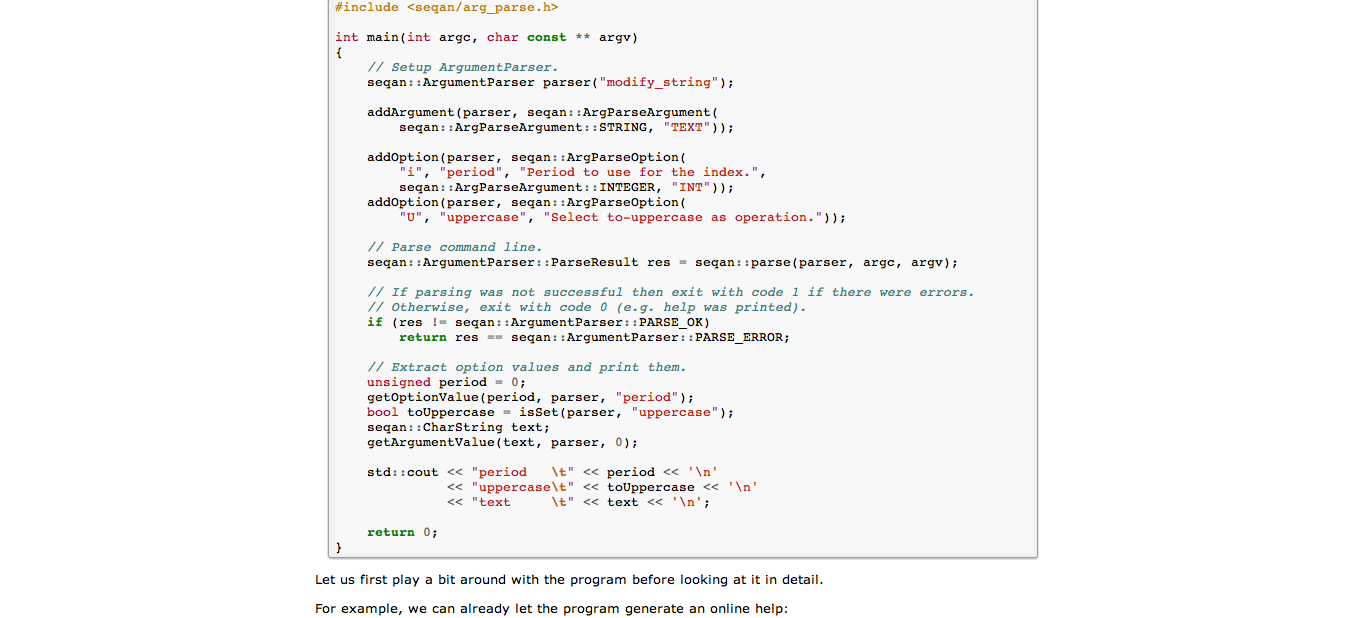 #include <seqan/arg_parse.h>

int main(int argc, char const ** argv)
{
    // Setup ArgumentParser.
    seqan::ArgumentParser parser("modify_string");

    addArgument(parser, seqan::ArgParseArgument(
        seqan::ArgParseArgument::STRING, "TEXT"));

    addOption(parser, seqan::ArgParseOption(
        "i", "period", "Period to use for the index.",
        seqan::ArgParseArgument::INTEGER, "INT"));
    addOption(parser, seqan::ArgParseOption(
        "U", "uppercase", "Select to-uppercase as operation."));

    // Parse command line.
    seqan::ArgumentParser::ParseResult res = seqan::parse(parser, argc, argv);

    // If parsing was not successful then exit with code 1 if there were errors.
    // Otherwise, exit with code 0 (e.g. help was printed).
    if (res != seqan::ArgumentParser::PARSE_OK)
        return res == seqan::ArgumentParser::PARSE_ERROR;

    // Extract option values and print them.
    unsigned period = 0;
    getOptionValue(period, parser, "period");
    bool toUppercase = isSet(parser, "uppercase");
    seqan::CharString text;
    getArgumentValue(text, parser, 0);

    std::cout << "period   \t" << period << '\n'
              << "uppercase\t" << toUppercase << '\n'
              << "text     \t" << text << '\n';

    return 0;
}
Let us first play a bit around with the program before looking at it in detail.
For example, we can already let the program generate an online help: